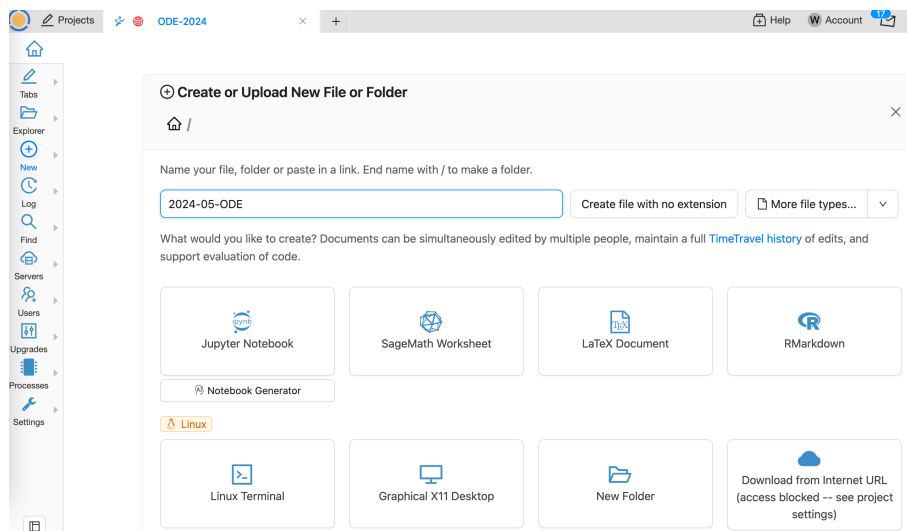 Projects
ODE-2024
Help
W Account
17
Tabs
Explorer
New
Log
Find
Servers
Users
Upgrades
Processes
Settings
Create or Upload New File or Folder
/
Name your file, folder or paste in a link. End name with / to make a folder.
2024-05-ODE
Create file with no extension
More file types...
What would you like to create? Documents can be simultaneously edited by multiple people, maintain a full TimeTravel history of edits, and
support evaluation of code.
ipynb
Jupyter Notebook
SageMath Worksheet
TEX
LaTeX Document
R
RMarkdown
AI Notebook Generator
Linux
Linux Terminal
Graphical X11 Desktop
New Folder
Download from Internet URL
(access blocked -- see project
settings)